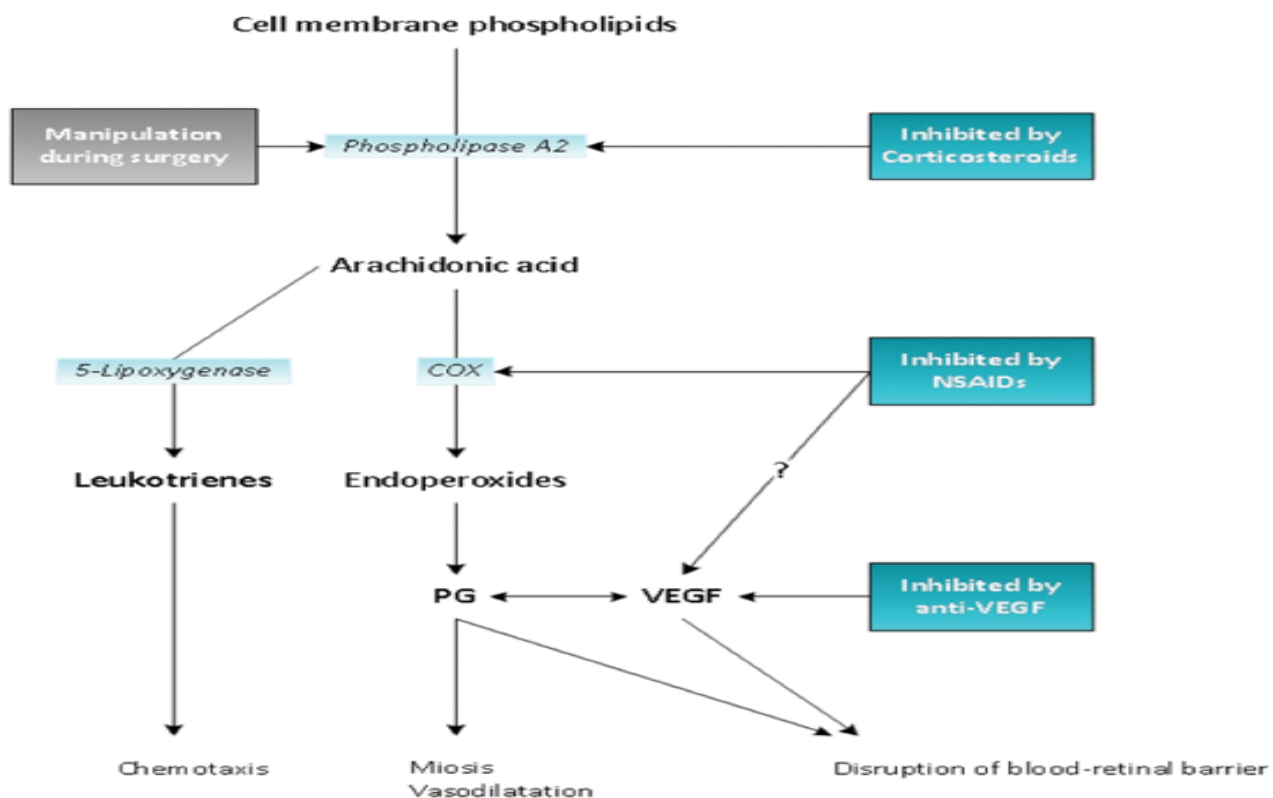 Cell membrane phospholipids
Manipulation
during surgery
Phospholipase A2
Inhibited by
Corticosteroids
Arachidonic acid
5-Lipoxygenase
COX
Inhibited by
NSAIDs
Leukotrienes
Endoperoxides
?
PG
VEGF
Inhibited by
anti-VEGF
Chemotaxis
Miosis
Vasodilatation
Disruption of blood-retinal barrier